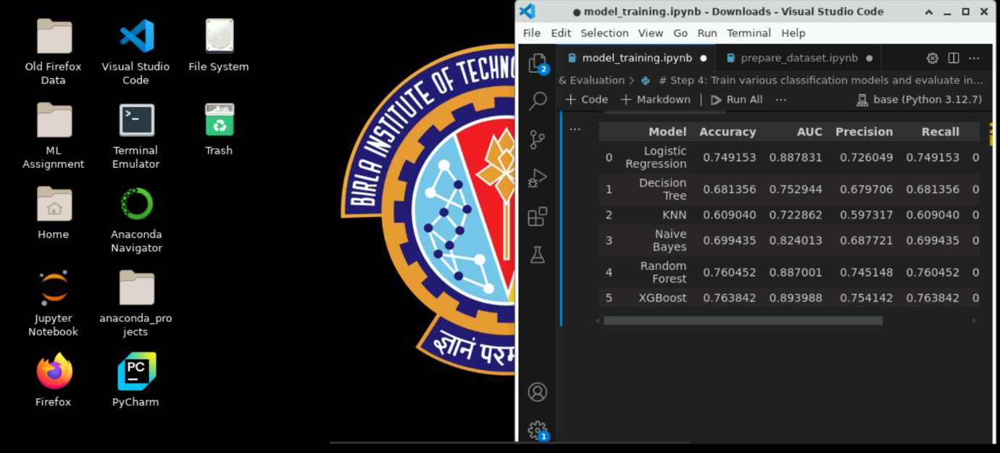 Old Firefox
Data
Visual Studio
Code
File System
ML
Assignment
Terminal
Emulator
Trash
Home
Anaconda
Navigator
Jupyter
Notebook
anaconda_pro
jects
Firefox
PC
PyCharm
>_
BIRLA INSTITUTE OF TECHNO
ज्ञानं परम
● model_training.ipynb - Downloads - Visual Studio Code
File Edit Selection View Go Run Terminal Help
model_training.ipynb ● prepare_dataset.ipynb ●
& Evaluation > # Step 4: Train various classification models and evaluate in...
+ Code + Markdown | Run All ... base (Python 3.12.7)
... Model Accuracy AUC Precision Recall
0 Logistic Regression 0.749153 0.887831 0.726049 0.749153 0
1 Decision Tree 0.681356 0.752944 0.679706 0.681356 0
2 KNN 0.609040 0.722862 0.597317 0.609040 0
3 Naive Bayes 0.699435 0.824013 0.687721 0.699435 0
4 Random Forest 0.760452 0.887001 0.745148 0.760452 0
5 XGBoost 0.763842 0.893988 0.754142 0.763842 0
2
1